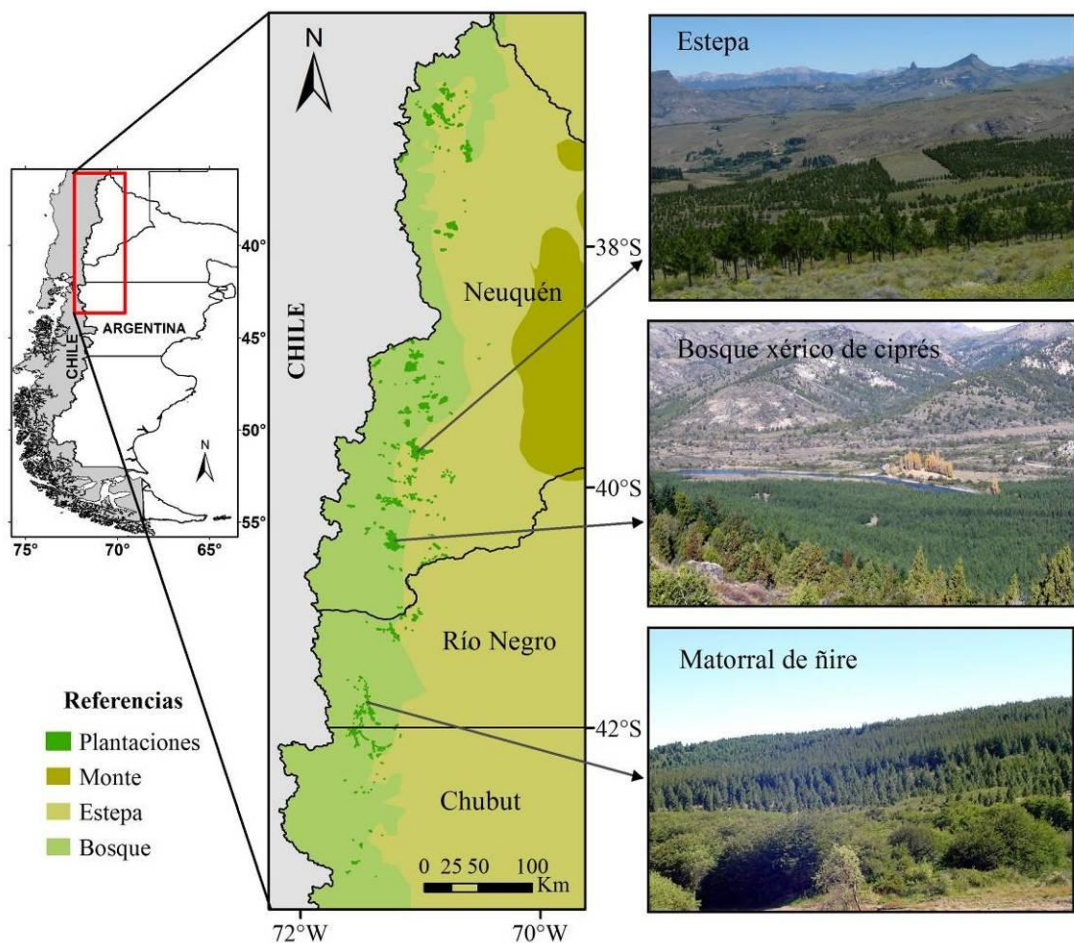 N
40°
45°
50°
55°
75°
70°
65°
ARGENTINA
CHILE
N
Referencias
Plantaciones
Monte
Estepa
Bosque
N
CHILE
Neuquén
Río Negro
Chubut
0 25 50 100
Km
38°S
40°S
42°S
72°W
70°W
Estepa
Bosque xérico de ciprés
Matorral de ñire